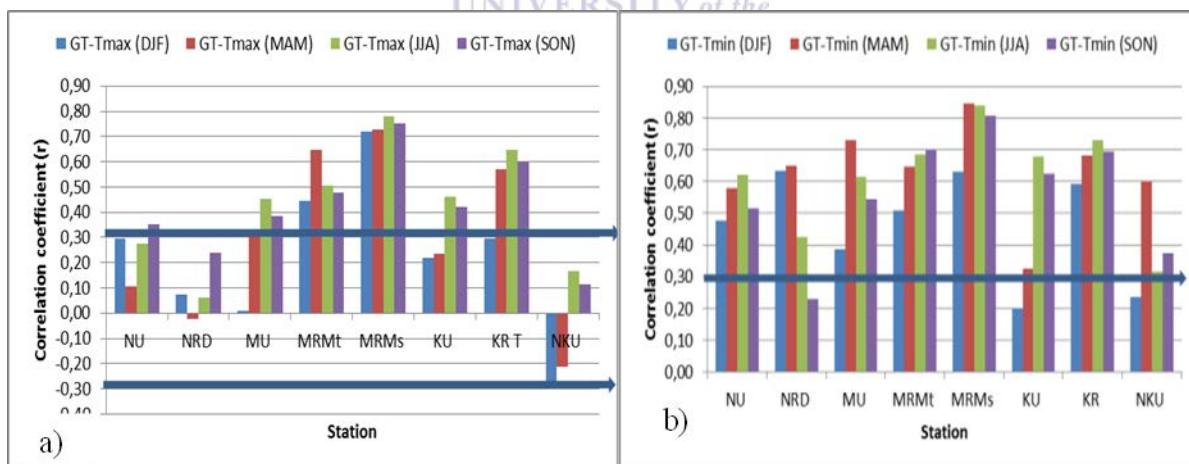 UNIVERSITY of the
GT-Tmax (DJF) GT-Tmax (MAM) GT-Tmax (JJA) GT-Tmax (SON)
0,90
0,80
0,70
0,60
0,50
0,40
0,30
0,20
0,10
0,00
-0,10
-0,20
-0,30
-0,40
Correlation coefficient (r)
NU NRD MU MRMt MRMs KU KR T NKU
Station
a)
GT-Tmin (DJF) GT-Tmin (MAM) GT-Tmin (JJA) GT-Tmin (SON)
0,90
0,80
0,70
0,60
0,50
0,40
0,30
0,20
0,10
0,00
Correlation coefficient (r)
NU NRD MU MRMt MRMs KU KR NKU
Station
b)